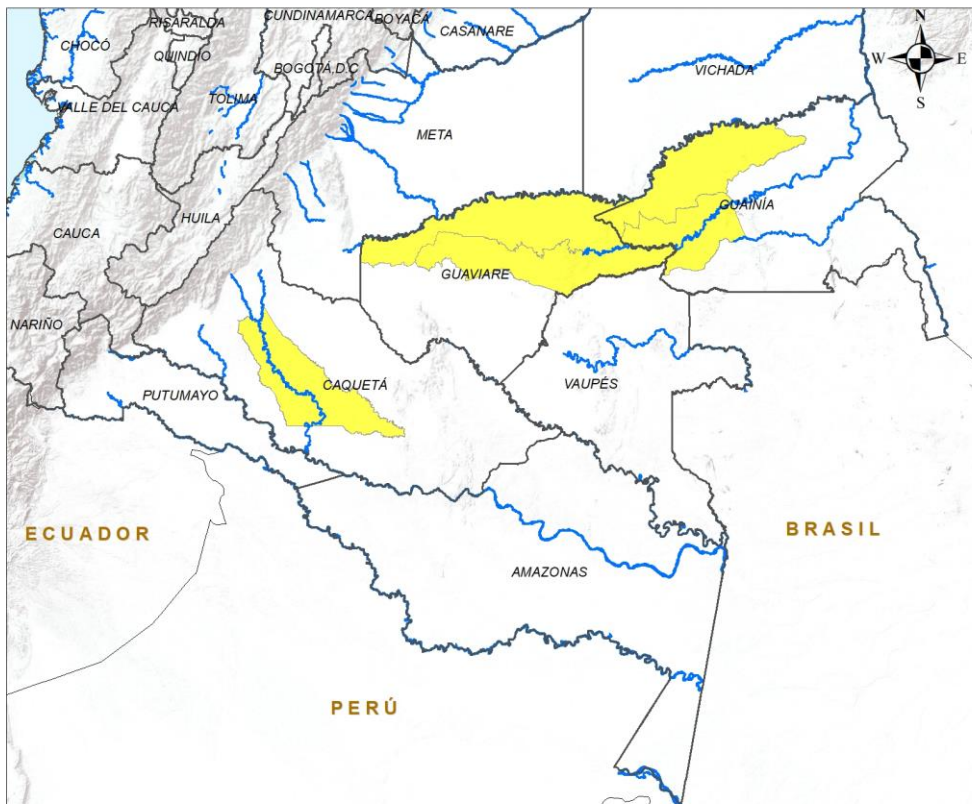 CUNDINAMARCA
BOYACÁ
RISARALDA
CASANARE
N
CHOCÓ
QUINDIO
W
E
BOGOTA,D.C
VICHADA
S
TOLIMA
VALLE DEL CAUCA
META
GUAINÍA
HUILA
CAUCA
GUAVIARE
NARIÑO
CAQUETÁ
VAUPÉS
PUTUMAYO
ECUADOR
BRASIL
AMAZONAS
PERÚ